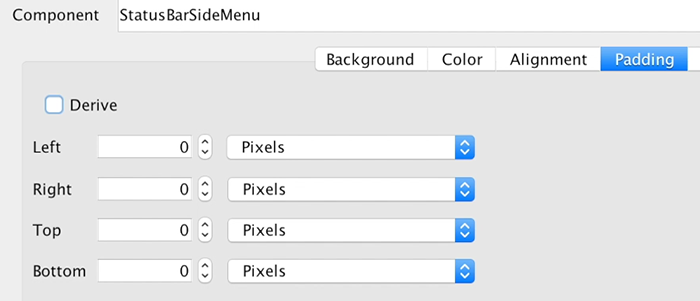 Component StatusBarSideMenu
Background Color Alignment Padding
Derive
Left 0 Pixels
Right 0 Pixels
Top 0 Pixels
Bottom 0 Pixels